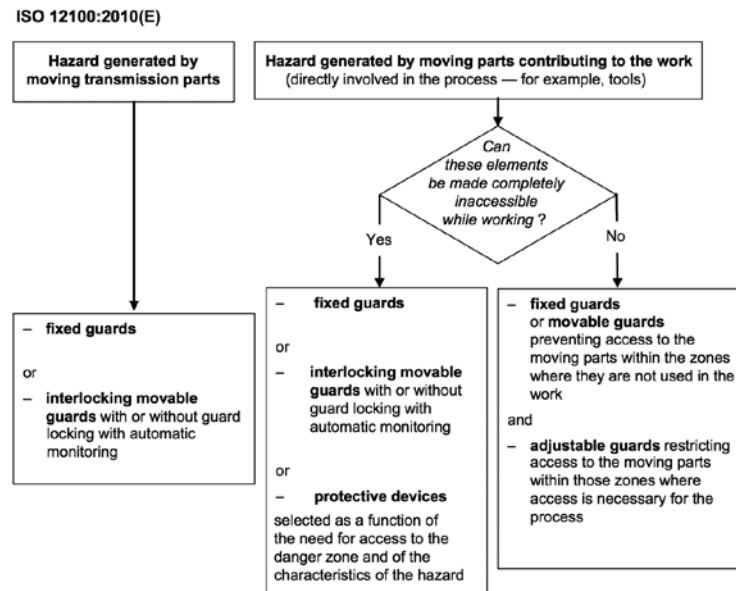 ISO 12100:2010(E)
Hazard generated by
moving transmission parts
Hazard generated by moving parts contributing to the work
(directly involved in the process — for example, tools)
Can
these elements
be made completely
inaccessible
while working ?
Yes
No
– fixed guards
or
– interlocking movable
guards with or without guard
locking with automatic
monitoring
– fixed guards
or
– interlocking movable
guards with or without
guard locking with
automatic monitoring
or
– protective devices
selected as a function of
the need for access to the
danger zone and of the
characteristics of the hazard
– fixed guards
or movable guards
preventing access to the
moving parts within the zones
where they are not used in the
work
and
– adjustable guards restricting
access to the moving parts
within those zones where
access is necessary for the
process